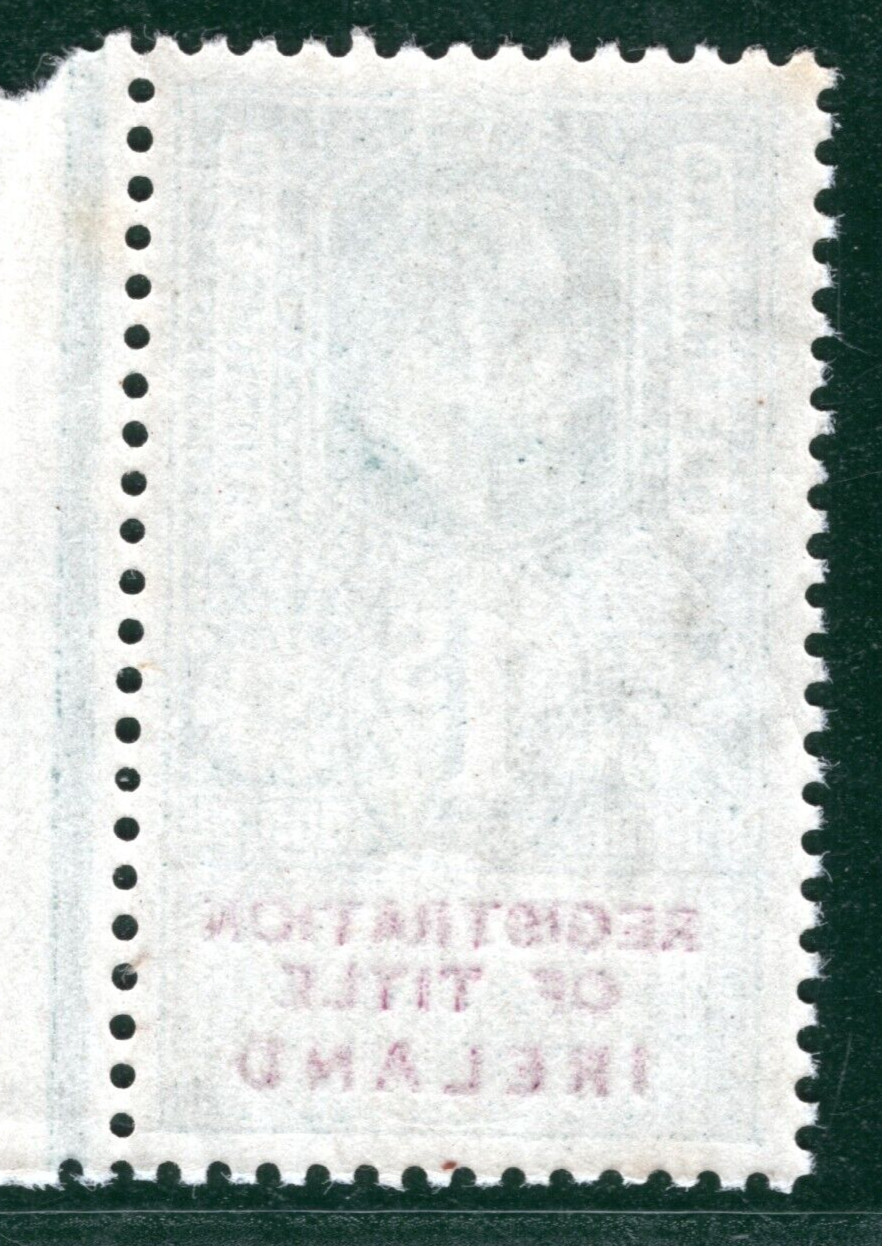 REGISTRATION
OF TITLE
IRELAND